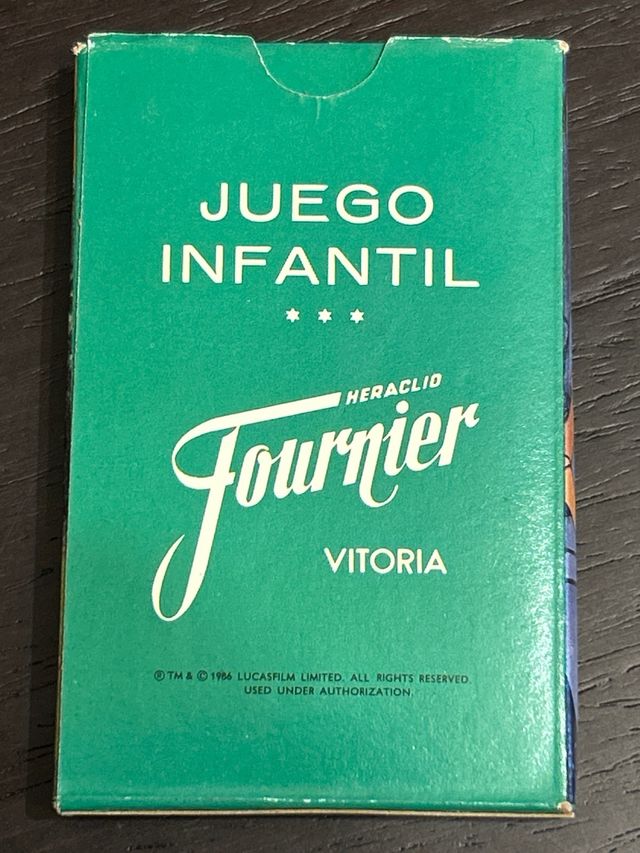 JUEGO
INFANTIL
✶ ✶ ✶
HERACLIO
Fournier
VITORIA
® TM & © 1986 LUCASFILM LIMITED. ALL RIGHTS RESERVED.
USED UNDER AUTHORIZATION.